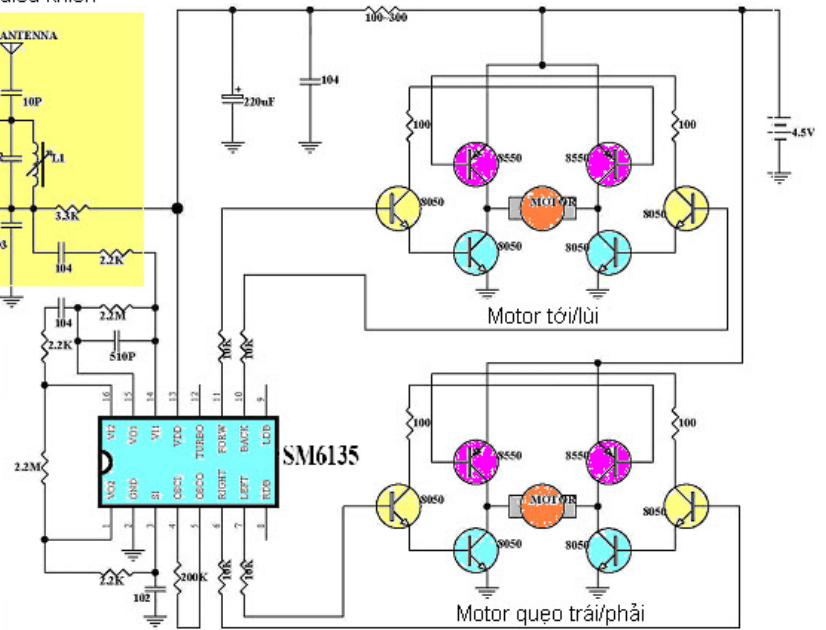 ANTENNA
10P
L1
3.3K
104
2.2K
104
2.2M
510P
2.2K
2.2M
2.2K
102
200K
10K
10K
10K
10K
220uF
104
100~300
4.5V
100
100
8550
8550
8050
8050
8050
8050
MOTOR
Motor tới/lùi
100
100
8550
8550
8050
8050
8050
8050
MOTOR
Motor quẹo trái/phải
SM6135
16 15 14 13 12 11 10 9
VI2 VO1 VI1 VDD TURBO FORW BACK LDB
VO2 GND SI OSCI OSCO RIGHT LEFT RDB
1 2 3 4 5 6 7 8